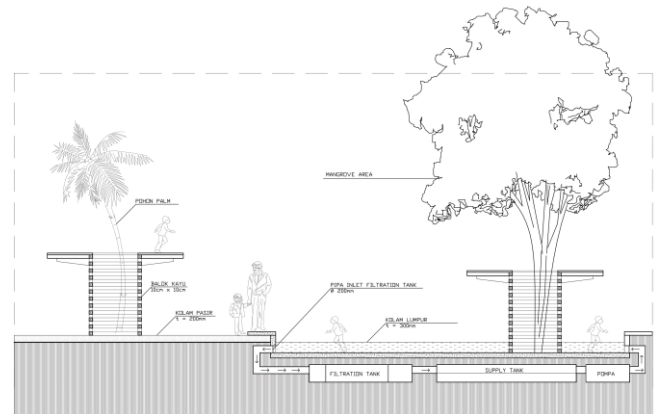 MANGROVE AREA
POHON PALM
BALOK KAYU
10cm x 10cm
PIPA INLET FILTRATION TANK
Ø 200mm
KOLAM PASIR
t = 200mm
KOLAM LUMPUR
t = 300mm
FILTRATION TANK
SUPPLY TANK
POMPA